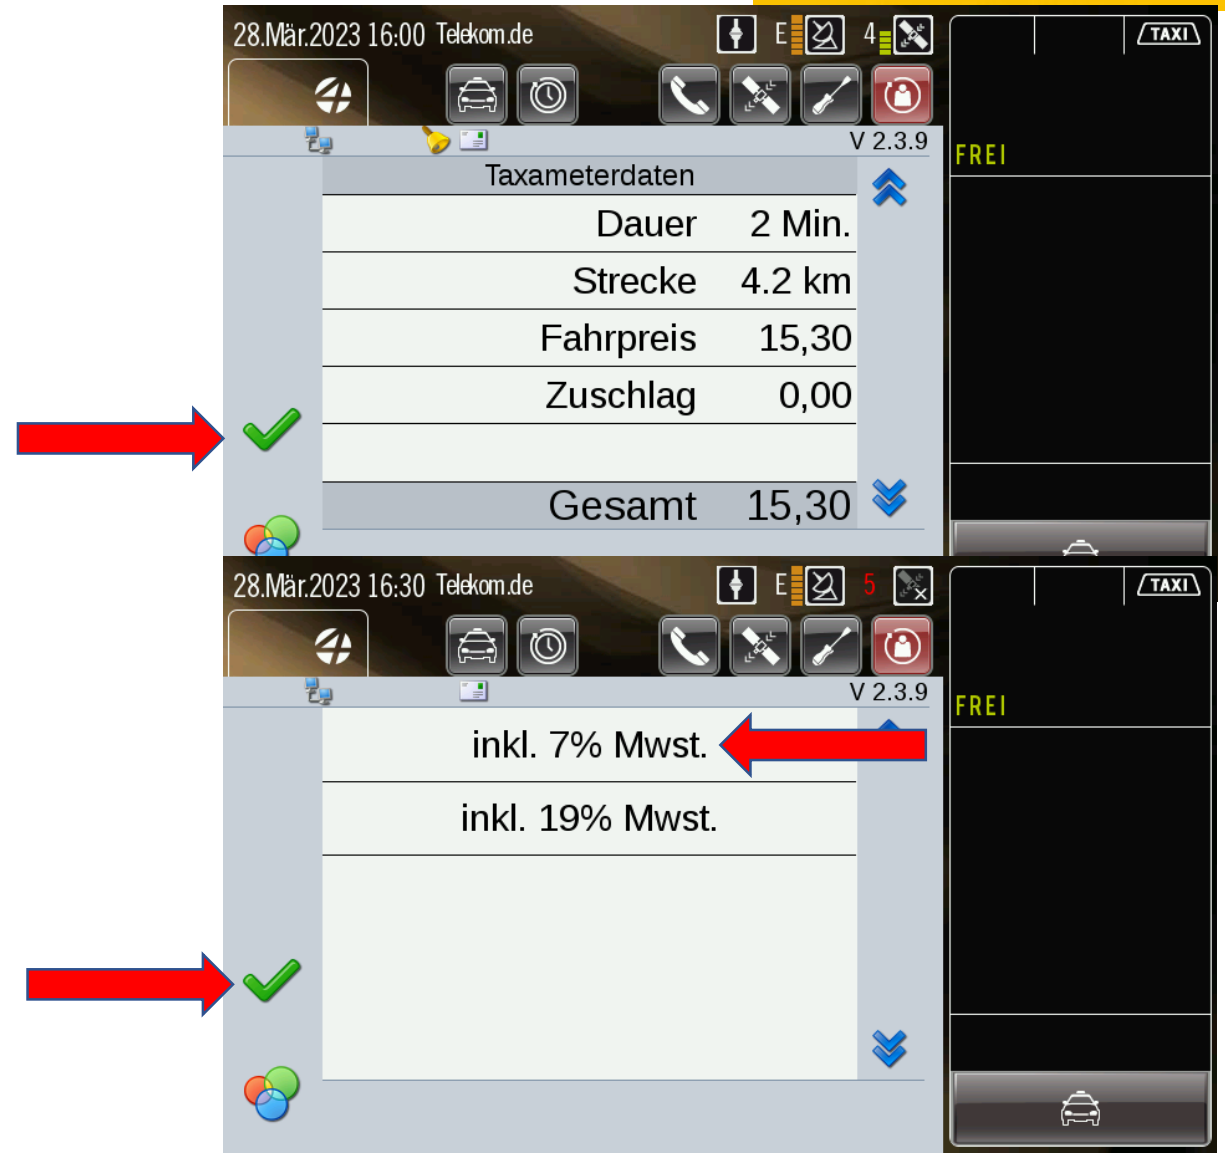 28.Mär.2023 16:00 Telekom.de E 4 TAXI
V 2.3.9
FREI
Taxameterdaten
Dauer 2 Min.
Strecke 4.2 km
Fahrpreis 15,30
Zuschlag 0,00
Gesamt 15,30
28.Mär.2023 16:30 Telekom.de E 5 TAXI
V 2.3.9
FREI
inkl. 7% Mwst.
inkl. 19% Mwst.